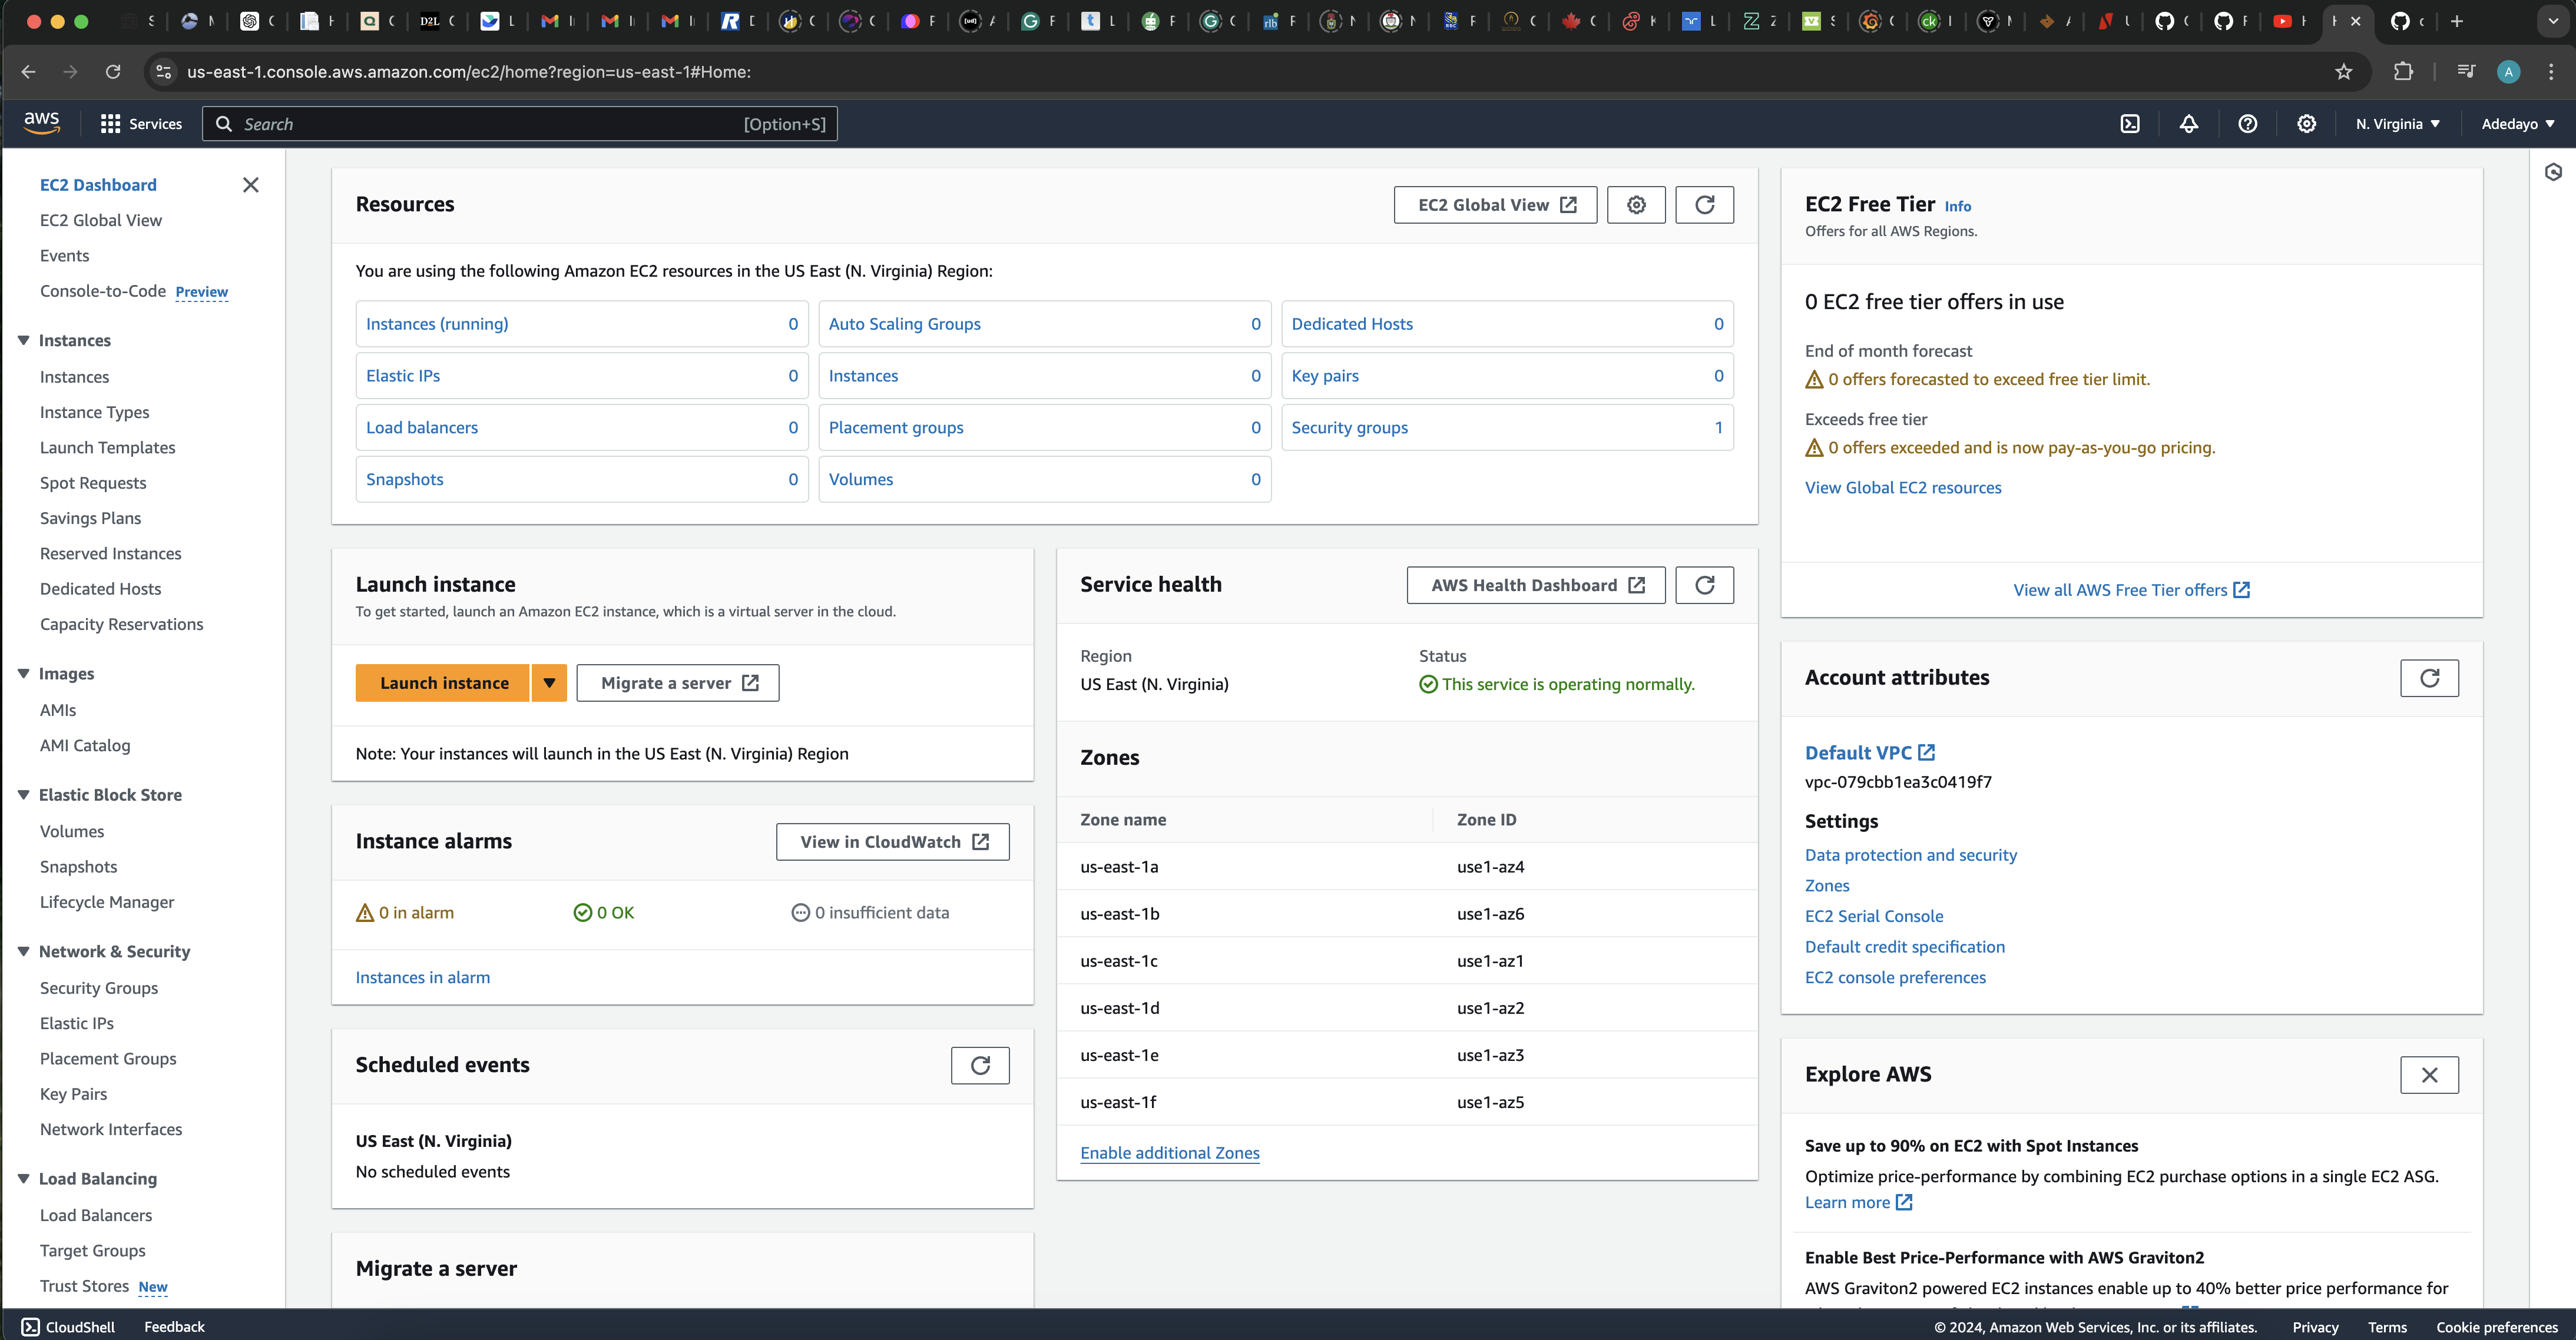 us-east-1.console.aws.amazon.com/ec2/home?region=us-east-1#Home:
aws
Services
Search
[Option+S]
N. Virginia
Adedayo
EC2 Dashboard
EC2 Global View
Events
Console-to-Code Preview
Instances
Instances
Instance Types
Launch Templates
Spot Requests
Savings Plans
Reserved Instances
Dedicated Hosts
Capacity Reservations
Images
AMIs
AMI Catalog
Elastic Block Store
Volumes
Snapshots
Lifecycle Manager
Network & Security
Security Groups
Elastic IPs
Placement Groups
Key Pairs
Network Interfaces
Load Balancing
Load Balancers
Target Groups
Trust Stores New
Resources
EC2 Global View
You are using the following Amazon EC2 resources in the US East (N. Virginia) Region:
Instances (running) 0
Auto Scaling Groups 0
Dedicated Hosts 0
Elastic IPs 0
Instances 0
Key pairs 0
Load balancers 0
Placement groups 0
Security groups 1
Snapshots 0
Volumes 0
Launch instance
To get started, launch an Amazon EC2 instance, which is a virtual server in the cloud.
Launch instance
Migrate a server
Note: Your instances will launch in the US East (N. Virginia) Region
Instance alarms
View in CloudWatch
0 in alarm
0 OK
0 insufficient data
Instances in alarm
Scheduled events
US East (N. Virginia)
No scheduled events
Migrate a server
Service health
AWS Health Dashboard
Region
US East (N. Virginia)
Status
This service is operating normally.
Zones
Zone name Zone ID
us-east-1a use1-az4
us-east-1b use1-az6
us-east-1c use1-az1
us-east-1d use1-az2
us-east-1e use1-az3
us-east-1f use1-az5
Enable additional Zones
EC2 Free Tier Info
Offers for all AWS Regions.
0 EC2 free tier offers in use
End of month forecast
0 offers forecasted to exceed free tier limit.
Exceeds free tier
0 offers exceeded and is now pay-as-you-go pricing.
View Global EC2 resources
View all AWS Free Tier offers
Account attributes
Default VPC
vpc-079cbb1ea3c0419f7
Settings
Data protection and security
Zones
EC2 Serial Console
Default credit specification
EC2 console preferences
Explore AWS
Save up to 90% on EC2 with Spot Instances
Optimize price-performance by combining EC2 purchase options in a single EC2 ASG.
Learn more
Enable Best Price-Performance with AWS Graviton2
AWS Graviton2 powered EC2 instances enable up to 40% better price performance for
CloudShell
Feedback
© 2024, Amazon Web Services, Inc. or its affiliates.
Privacy
Terms
Cookie preferences